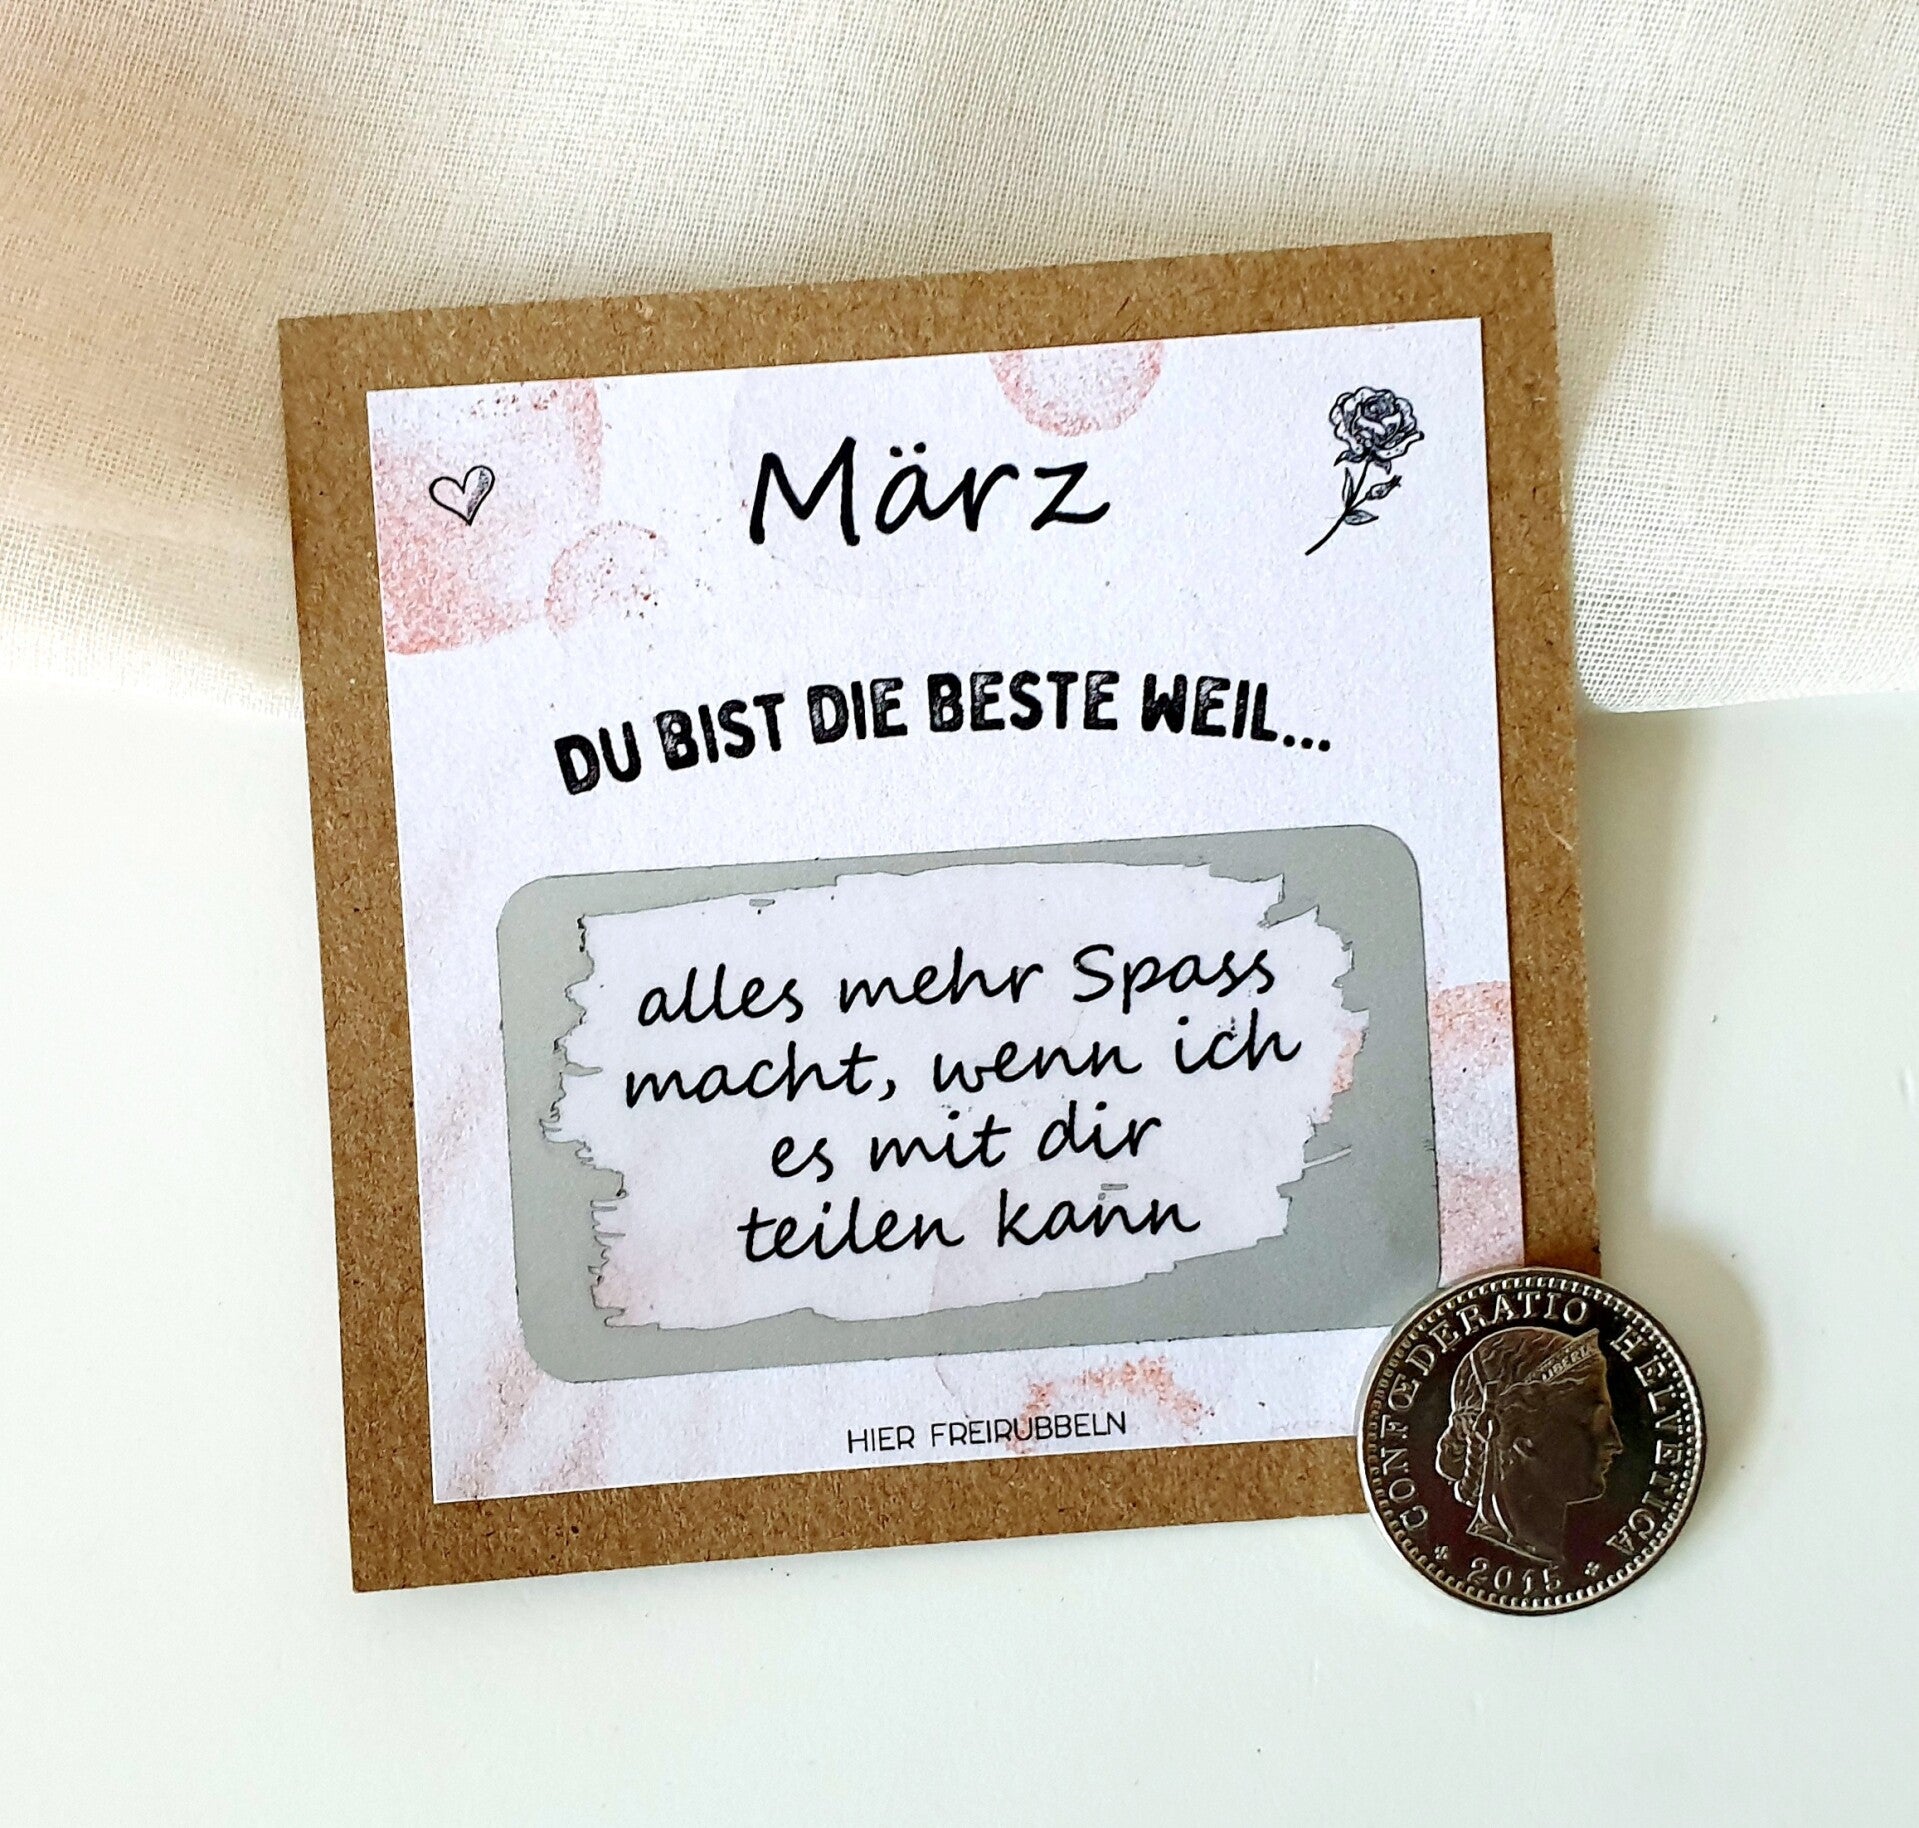 März
DU BIST DIE BESTE WEIL...
alles mehr Spass
macht, wenn ich
es mit dir
teilen kann
HIER FREIRUBBELN
CONFŒDERATIO HELVETICA
LIBERTAS
* 2015 *